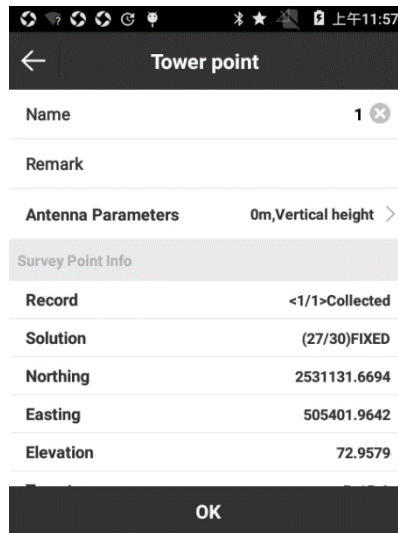 上午11:57
Tower point
Name 1
Remark
Antenna Parameters 0m,Vertical height
Survey Point Info
Record <1/1>Collected
Solution (27/30)FIXED
Northing 2531131.6694
Easting 505401.9642
Elevation 72.9579
OK